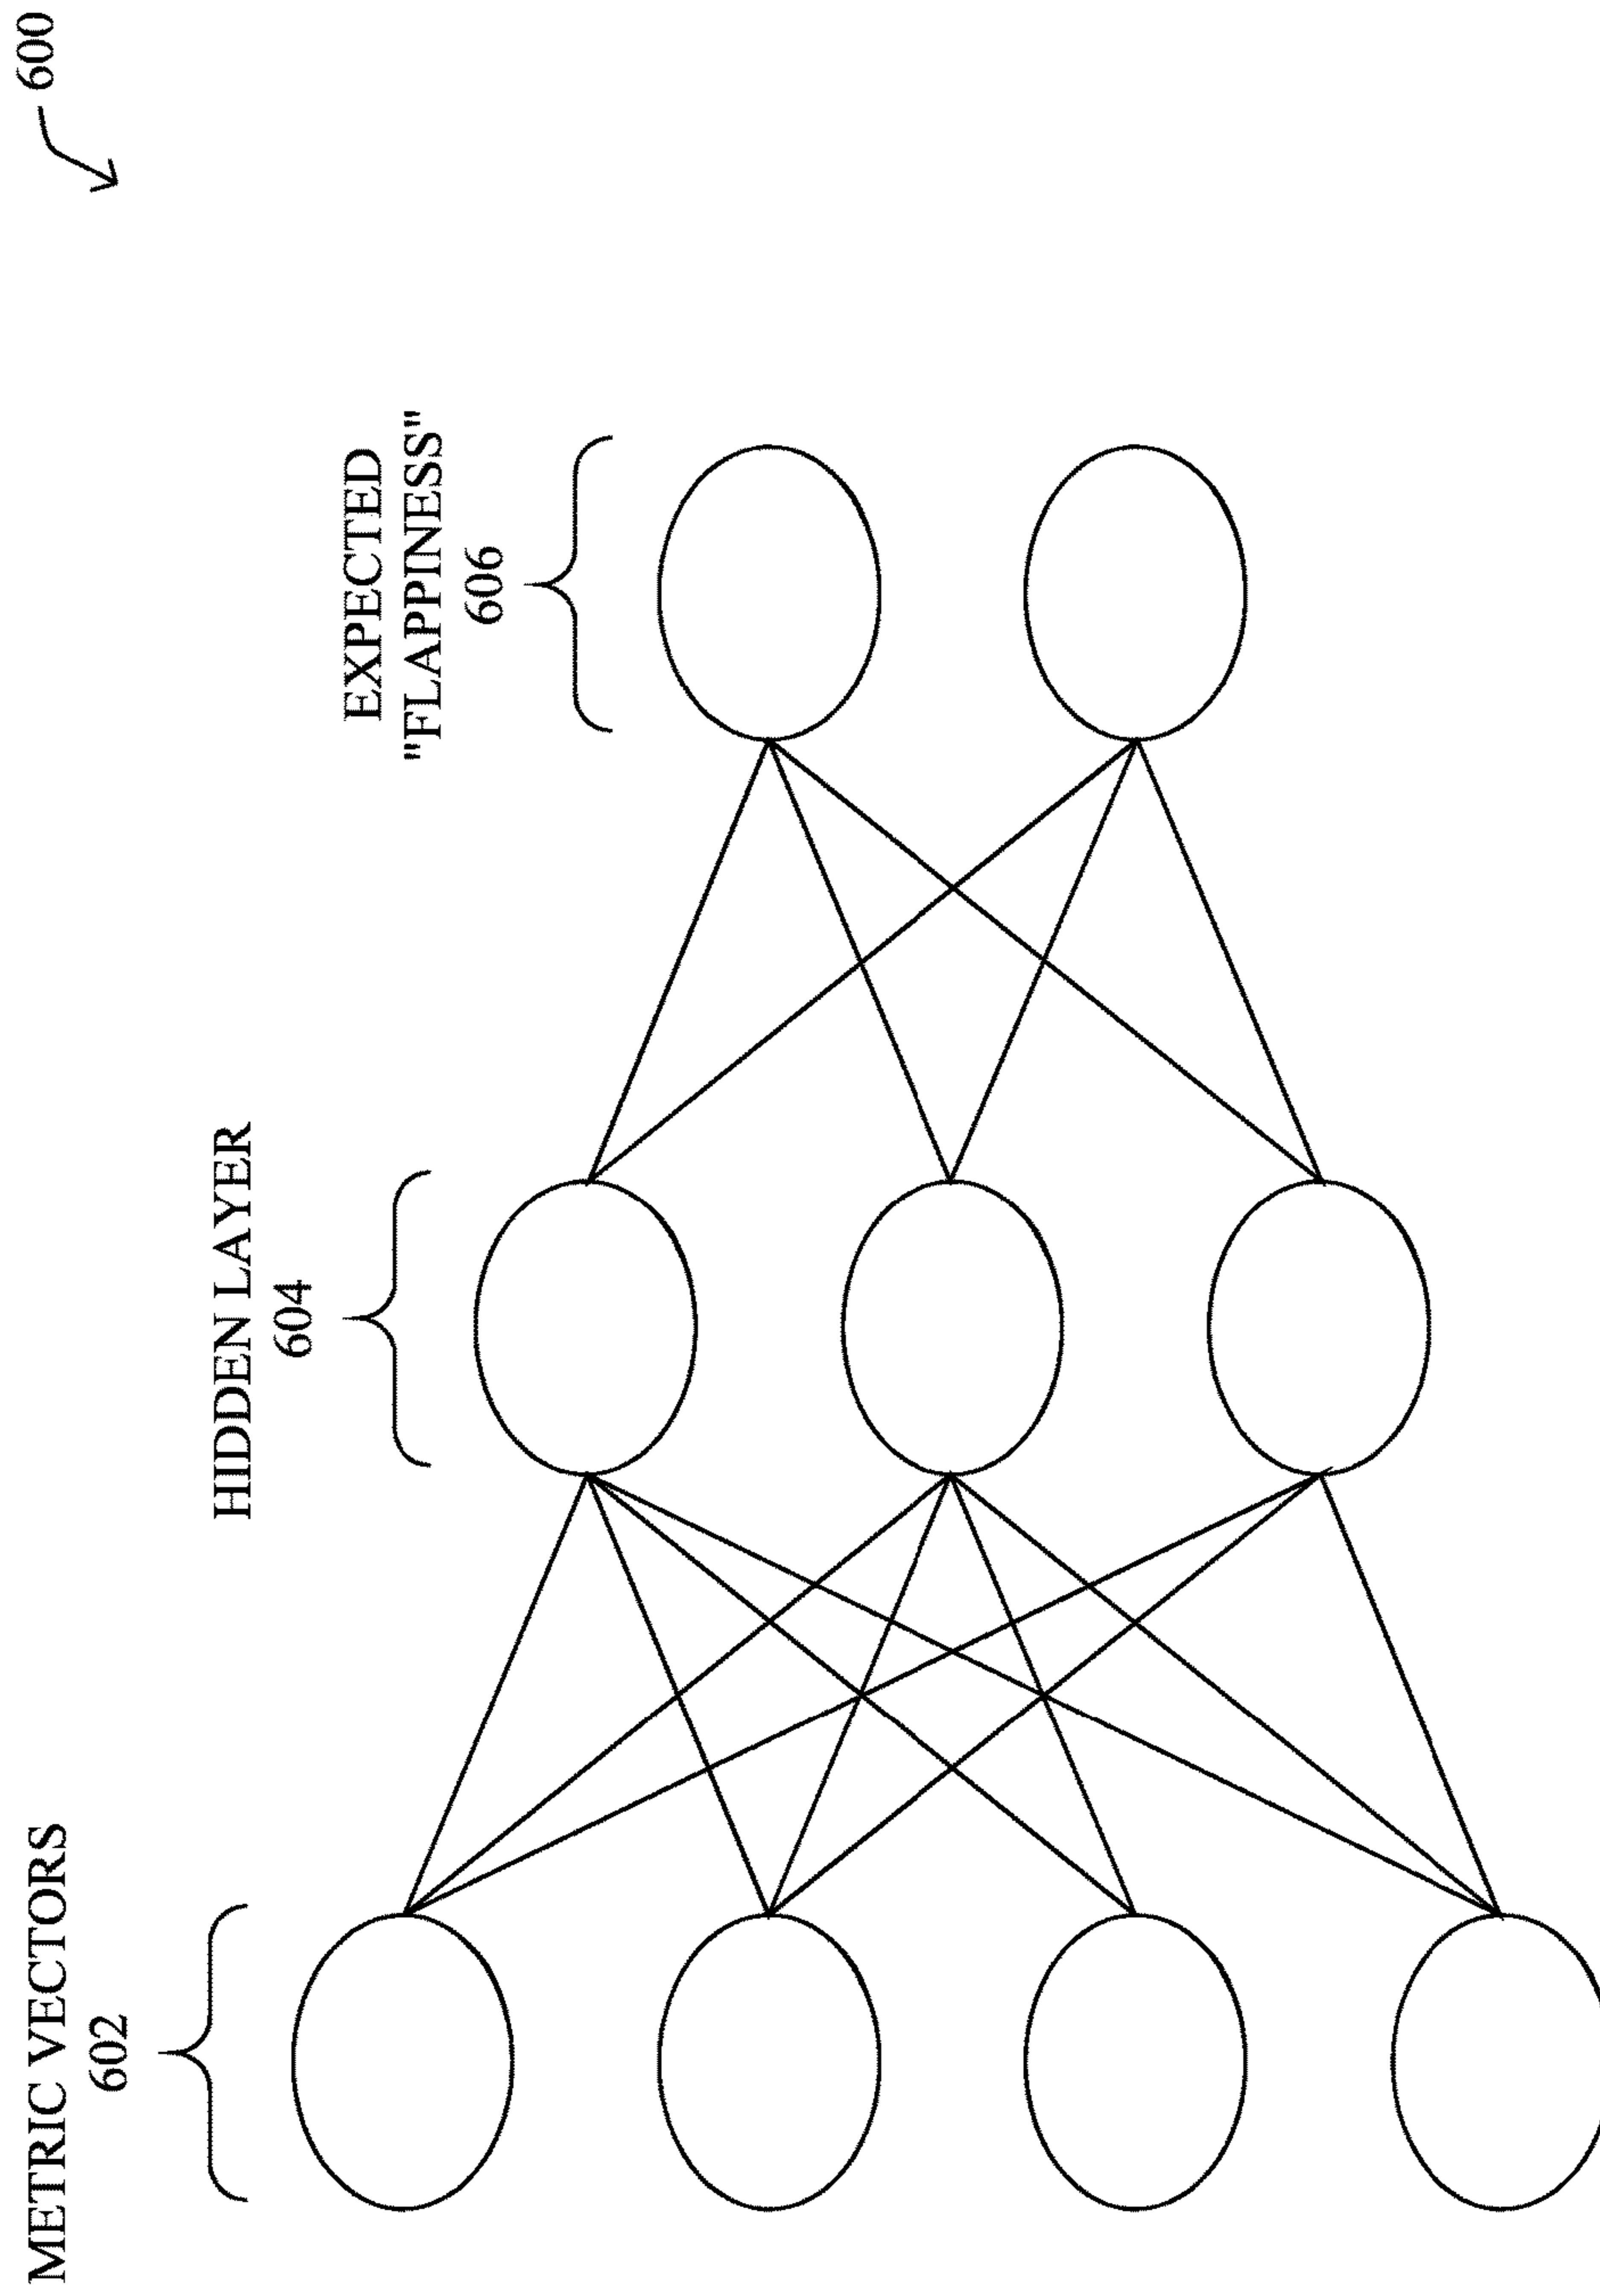 600
METRIC VECTORS
602
HIDDEN LAYER
604
EXPECTED
"FLAPPINESS"
606